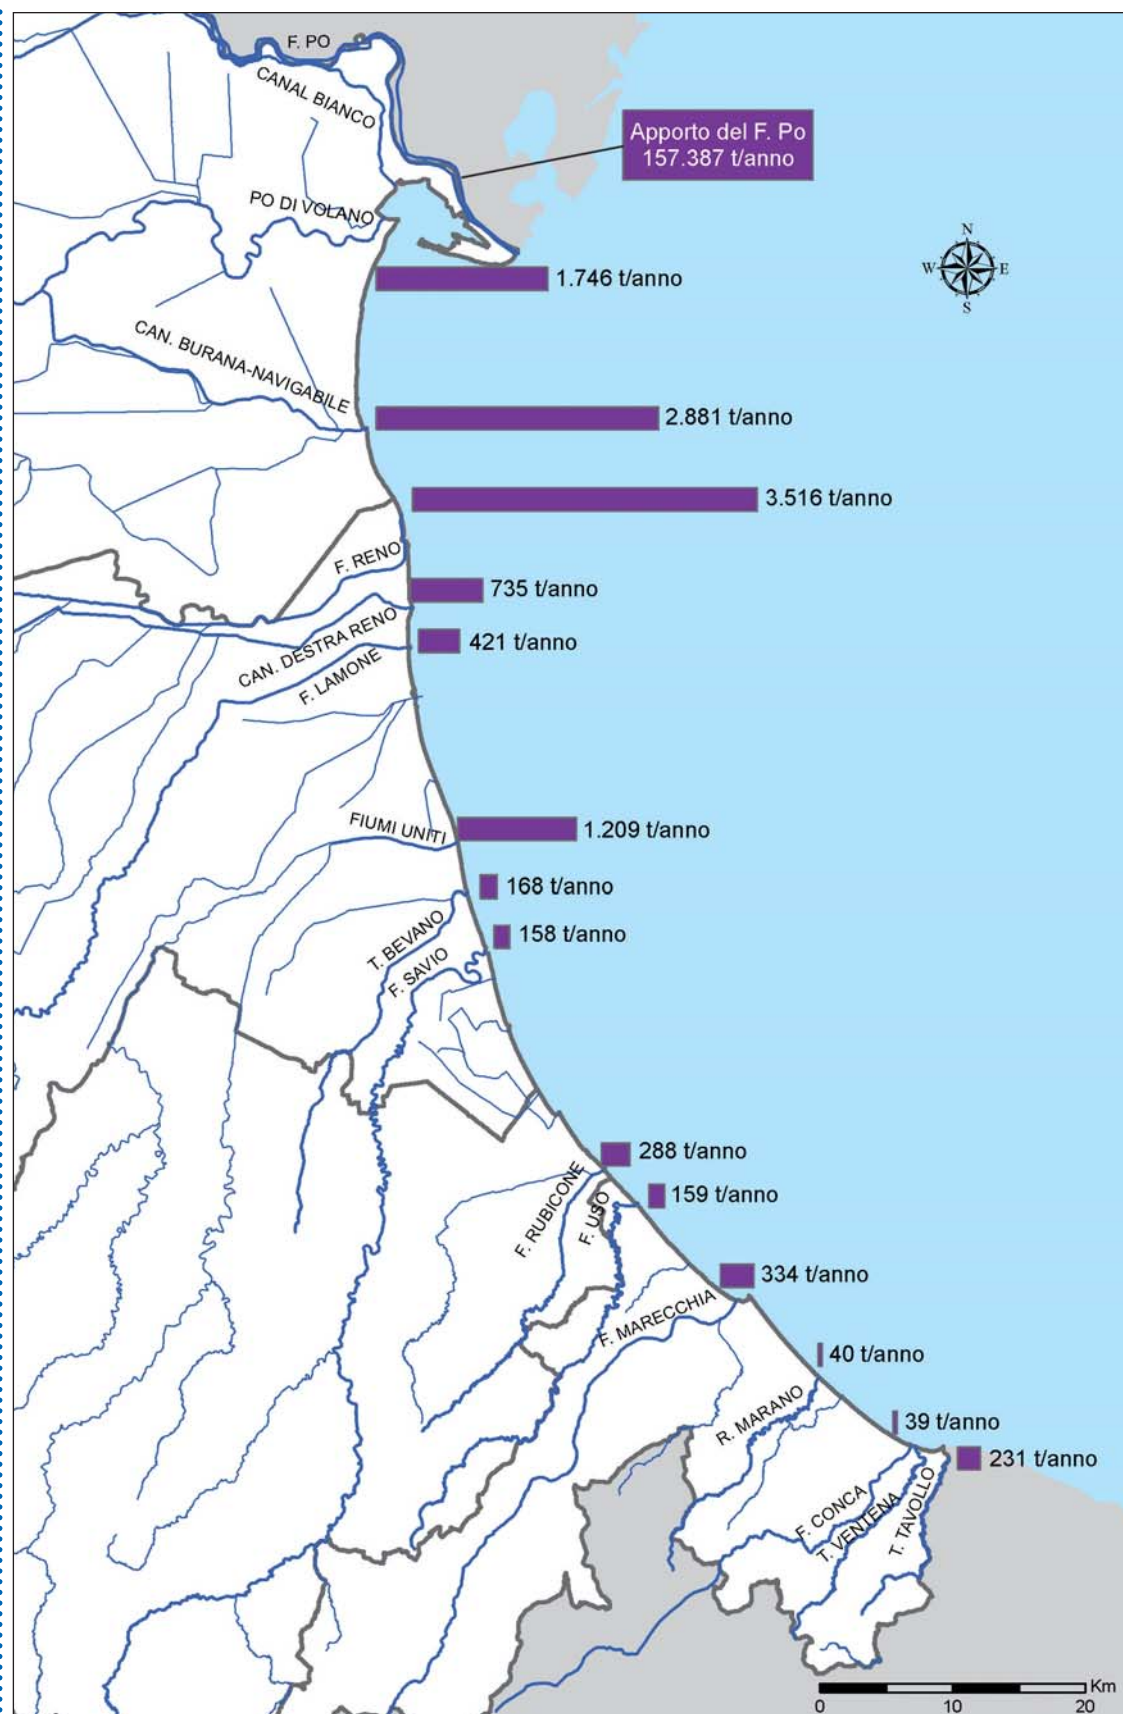 F. PO
CANAL BIANCO
Apporto del F. Po
157.387 t/anno
PO DI VOLANO
N
W E
S
1.746 t/anno
CAN. BURANA-NAVIGABILE
2.881 t/anno
3.516 t/anno
F. RENO
735 t/anno
CAN. DESTRA RENO
421 t/anno
F. LAMONE
FIUMI UNITI
1.209 t/anno
168 t/anno
T. BEVANO
158 t/anno
F. SAVIO
288 t/anno
F. RUBICONE
159 t/anno
F. USO
334 t/anno
F. MARECCHIA
40 t/anno
R. MARANO
39 t/anno
231 t/anno
F. CONCA
T. VENTENA
T. TAVOLLO
Km
0 10 20